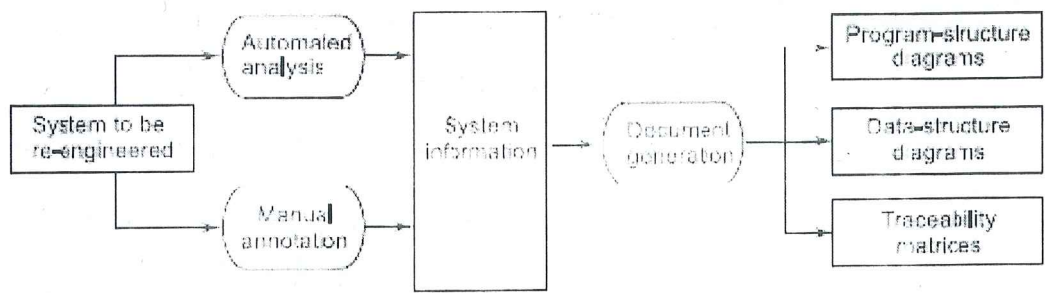 Automated
analysis
System to be
re-engineered
Manual
annotation
System
information
Document
generation
Program-structure
diagrams
Data-structure
diagrams
Traceability
matrices